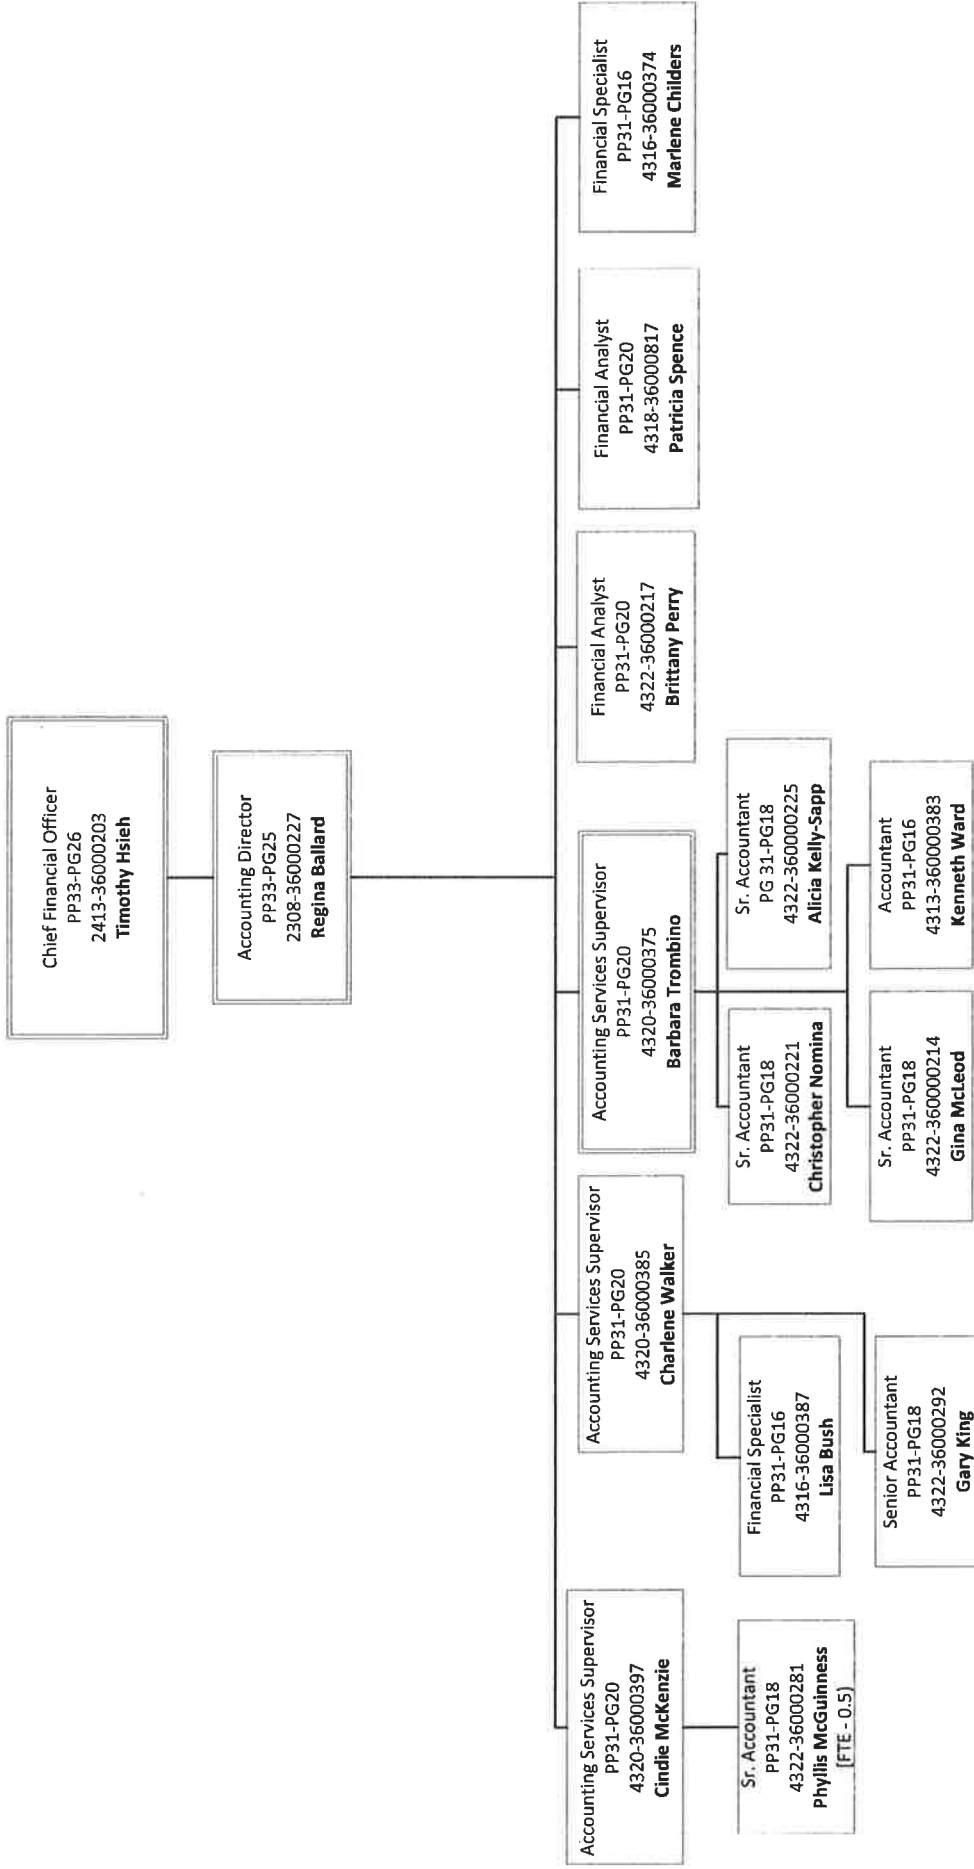 Chief Financial Officer
PP33-PG26
2413-36000203
Timothy Hsieh
Accounting Director
PP33-PG25
2308-36000227
Regina Ballard
Accounting Services Supervisor
PP31-PG20
4320-36000397
Cindie McKenzie
Accounting Services Supervisor
PP31-PG20
4320-36000385
Charlene Walker
Accounting Services Supervisor
PP31-PG20
4320-36000375
Barbara Trombino
Financial Analyst
PP31-PG20
4322-36000217
Brittany Perry
Financial Analyst
PP31-PG20
4318-36000817
Patricia Spence
Financial Specialist
PP31-PG16
4316-36000374
Marlene Childers
Sr. Accountant
PP31-PG18
4322-36000281
Phyllis McGuinness
[FTE - 0.5]
Financial Specialist
PP31-PG16
4316-36000387
Lisa Bush
Senior Accountant
PP31-PG18
4322-36000292
Gary King
Sr. Accountant
PP31-PG18
4322-36000221
Christopher Nomina
Sr. Accountant
PG 31-PG18
4322-360000225
Alicia Kelly-Sapp
Sr. Accountant
PP31-PG18
4322-360000214
Gina McLeod
Accountant
PP31-PG16
4313-360000383
Kenneth Ward